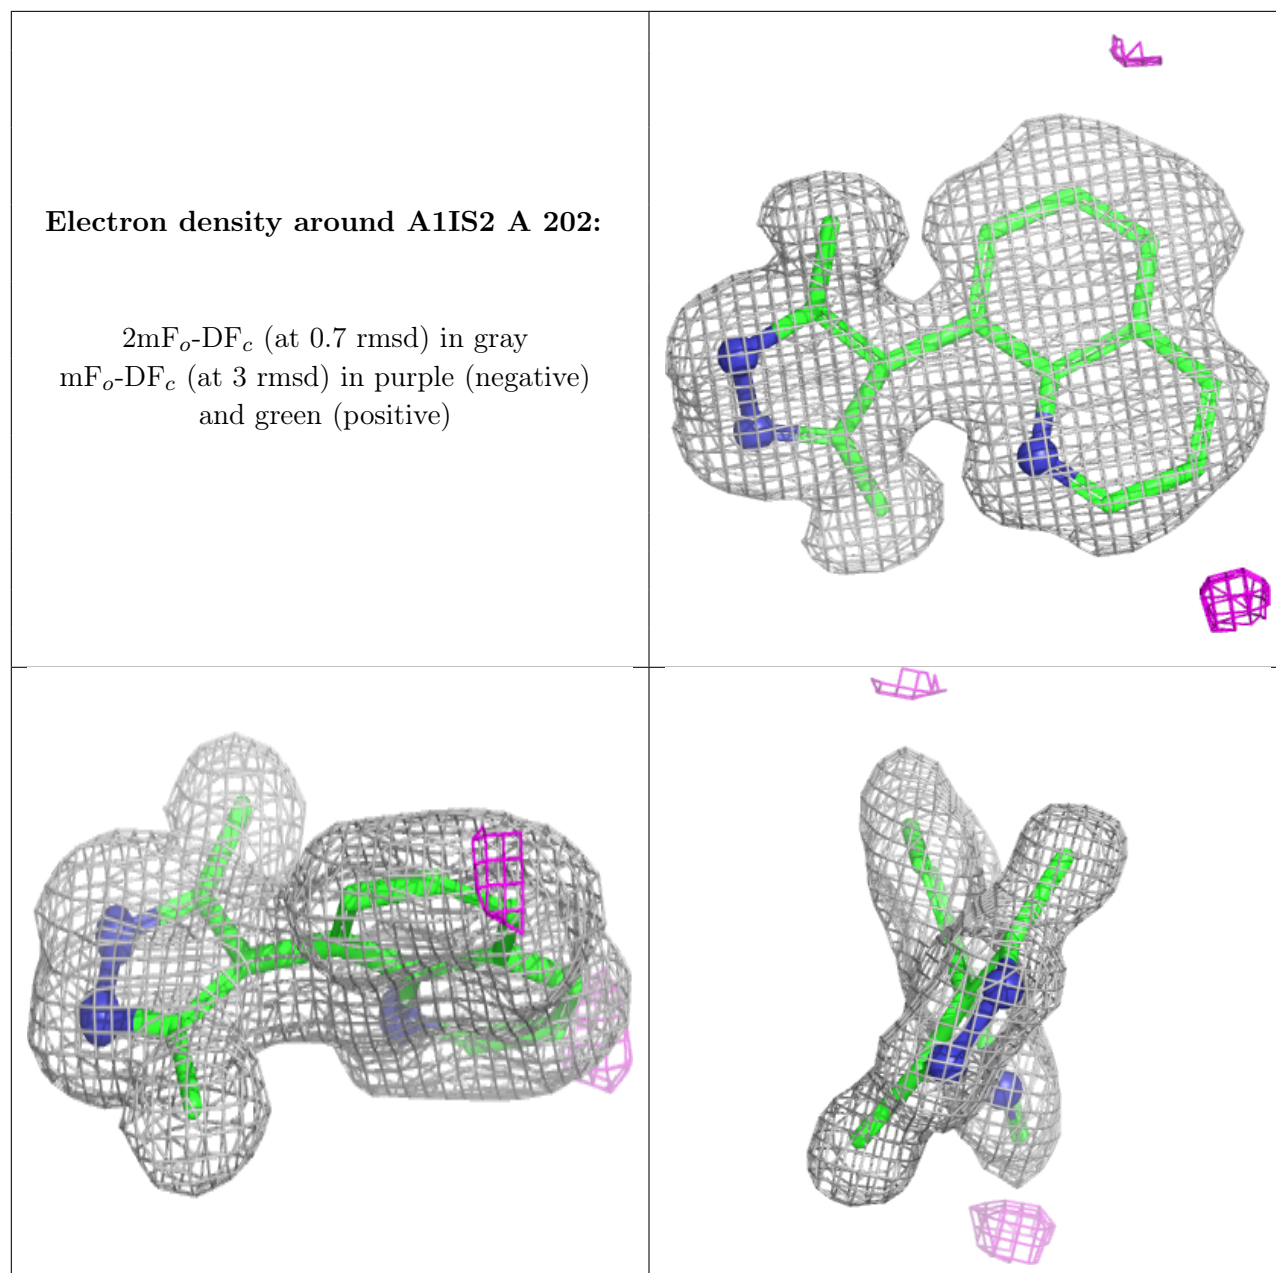 Electron density around A1IS2 A 202:
2mFo-DFc (at 0.7 rmsd) in gray
mFo-DFc (at 3 rmsd) in purple (negative)
and green (positive)